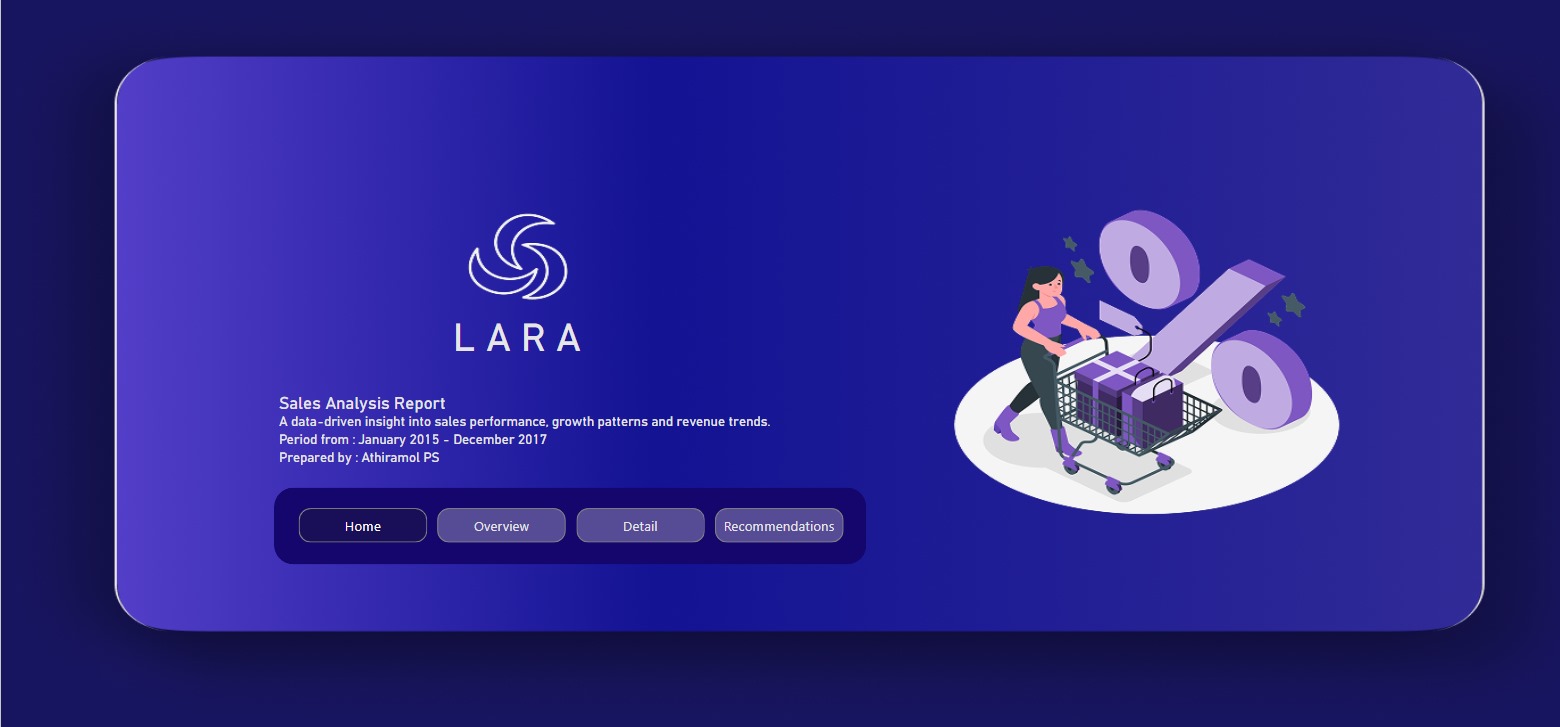 LARA
Sales Analysis Report
A data-driven insight into sales performance, growth patterns and revenue trends.
Period from : January 2015 - December 2017
Prepared by : Athiramol PS
Home
Overview
Detail
Recommendations